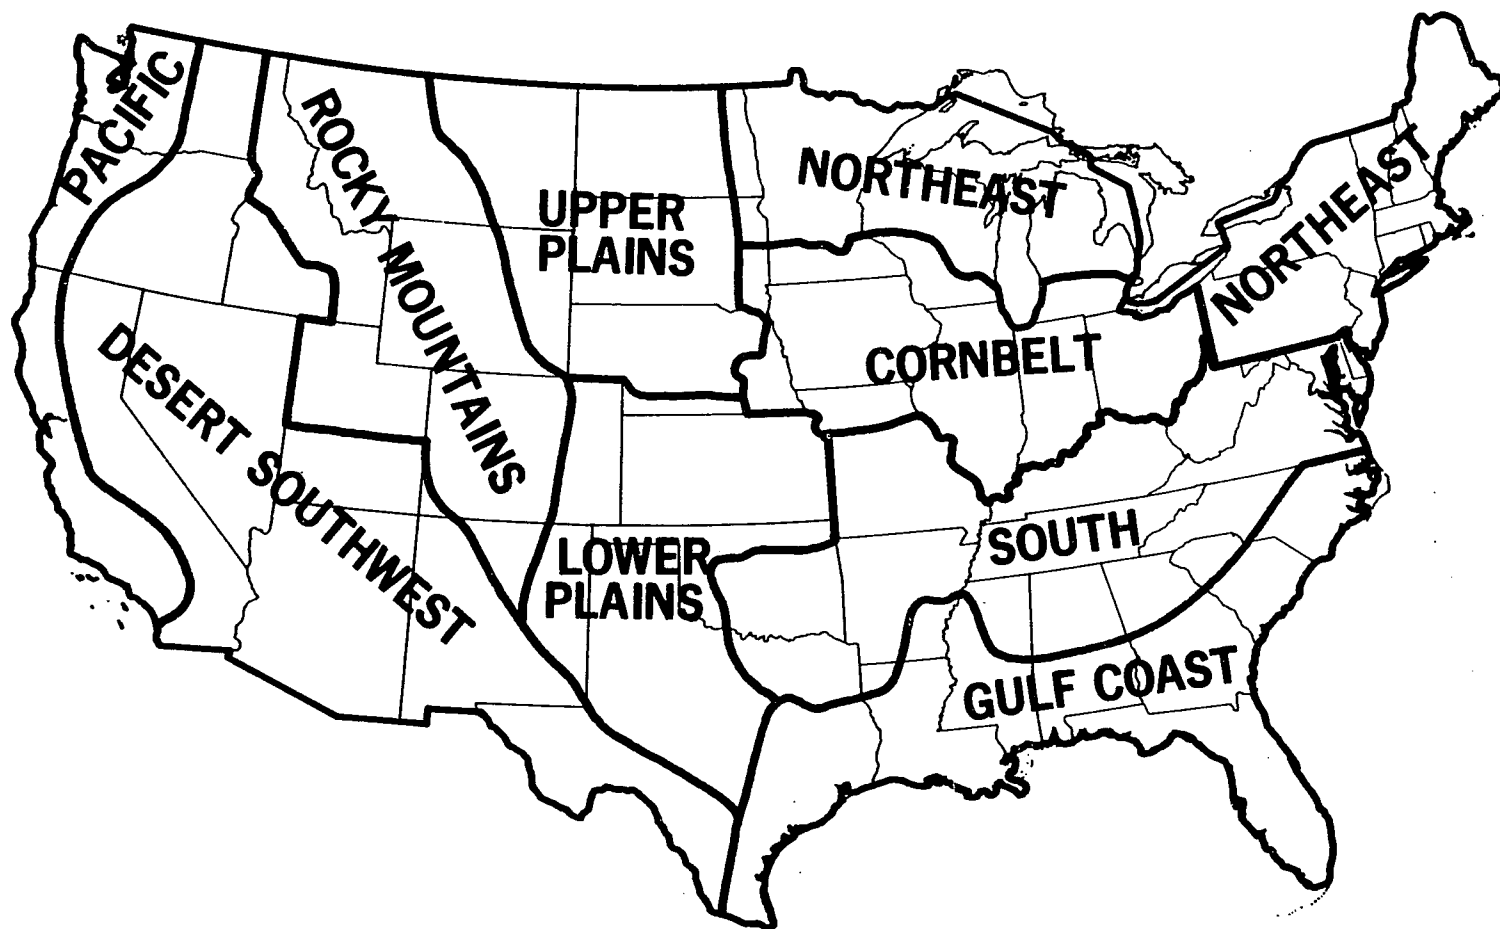 PACIFIC
ROCKY MOUNTAINS
UPPER
PLAINS
NORTHEAST
NORTHEAST
DESERT SOUTHWEST
CORNBELT
LOWER
PLAINS
SOUTH
GULF COAST